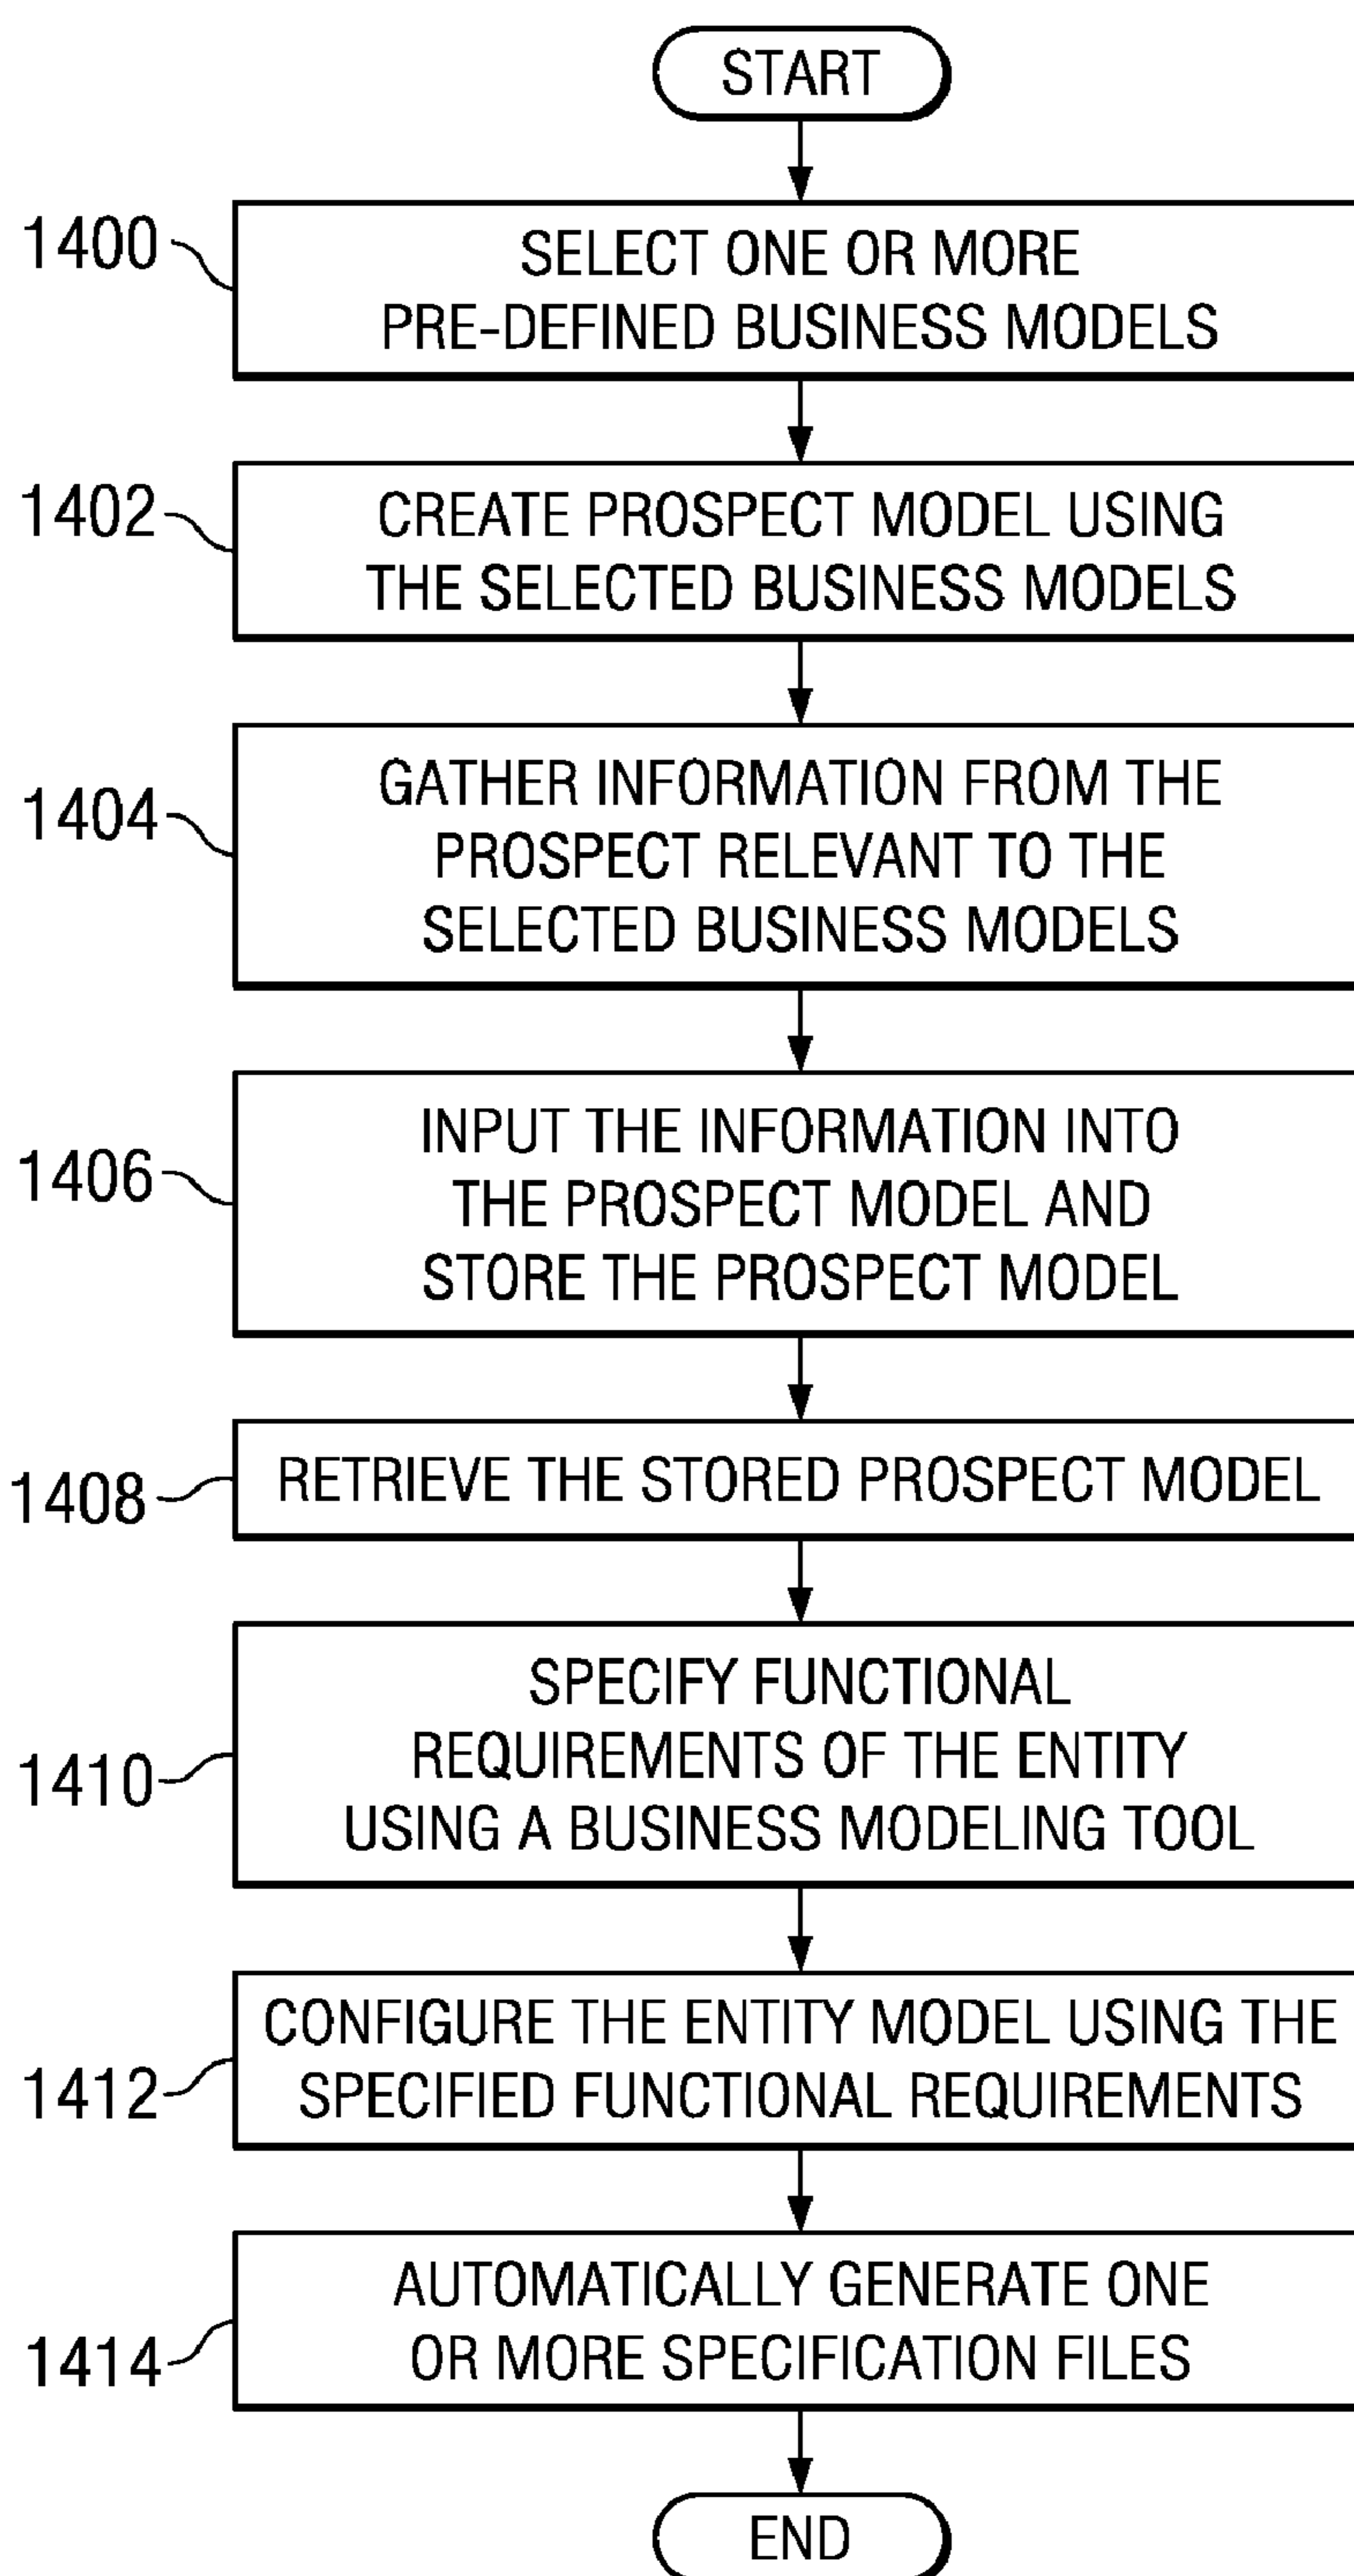 START
1400
SELECT ONE OR MORE
PRE-DEFINED BUSINESS MODELS
1402
CREATE PROSPECT MODEL USING
THE SELECTED BUSINESS MODELS
1404
GATHER INFORMATION FROM THE
PROSPECT RELEVANT TO THE
SELECTED BUSINESS MODELS
1406
INPUT THE INFORMATION INTO
THE PROSPECT MODEL AND
STORE THE PROSPECT MODEL
1408
RETRIEVE THE STORED PROSPECT MODEL
1410
SPECIFY FUNCTIONAL
REQUIREMENTS OF THE ENTITY
USING A BUSINESS MODELING TOOL
1412
CONFIGURE THE ENTITY MODEL USING THE
SPECIFIED FUNCTIONAL REQUIREMENTS
1414
AUTOMATICALLY GENERATE ONE
OR MORE SPECIFICATION FILES
END